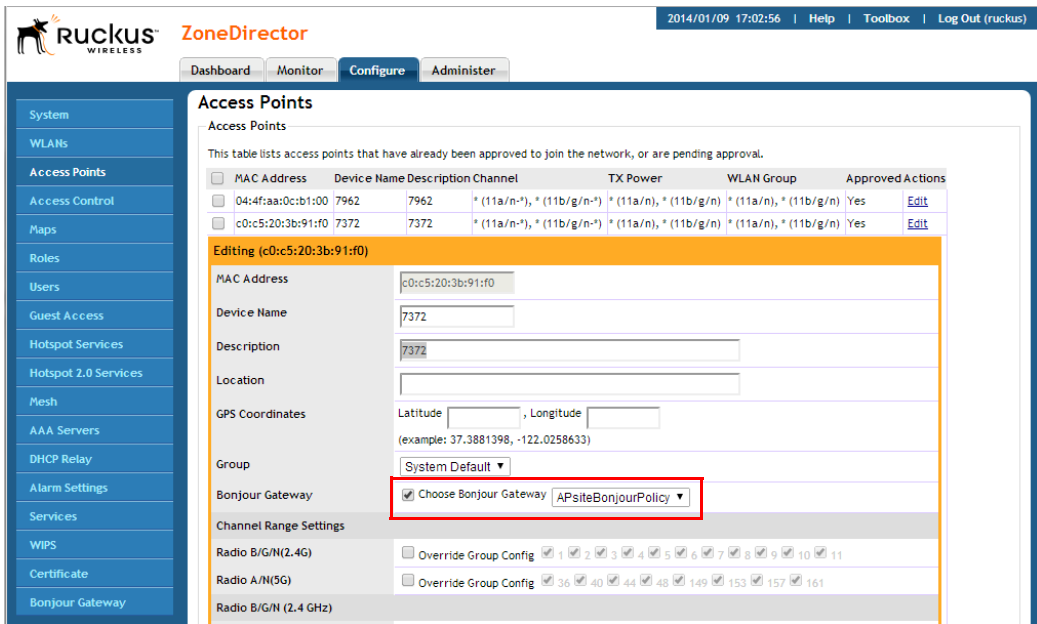 2014/01/09 17:02:56 | Help | Toolbox | Log Out (ruckus)
RUCKUS WIRELESS
ZoneDirector
Dashboard Monitor Configure Administer
System
WLANs
Access Points
Access Control
Maps
Roles
Users
Guest Access
Hotspot Services
Hotspot 2.0 Services
Mesh
AAA Servers
DHCP Relay
Alarm Settings
Services
WIPS
Certificate
Bonjour Gateway
Access Points
Access Points
This table lists access points that have already been approved to join the network, or are pending approval.
MAC Address Device Name Description Channel TX Power WLAN Group Approved Actions
04:4f:aa:0c:b1:00 7962 7962 * (11a/n-*), * (11b/g/n-*) * (11a/n), * (11b/g/n) * (11a/n), * (11b/g/n) Yes Edit
c0:c5:20:3b:91:f0 7372 7372 * (11a/n-*), * (11b/g/n-*) * (11a/n), * (11b/g/n) * (11a/n), * (11b/g/n) Yes Edit
Editing (c0:c5:20:3b:91:f0)
MAC Address c0:c5:20:3b:91:f0
Device Name 7372
Description 7372
Location
GPS Coordinates Latitude , Longitude
(example: 37.3881398, -122.0258633)
Group System Default
Bonjour Gateway Choose Bonjour Gateway APsiteBonjourPolicy
Channel Range Settings
Radio B/G/N(2.4G) Override Group Config 1 2 3 4 5 6 7 8 9 10 11
Radio A/N(5G) Override Group Config 36 40 44 48 149 153 157 161
Radio B/G/N (2.4 GHz)